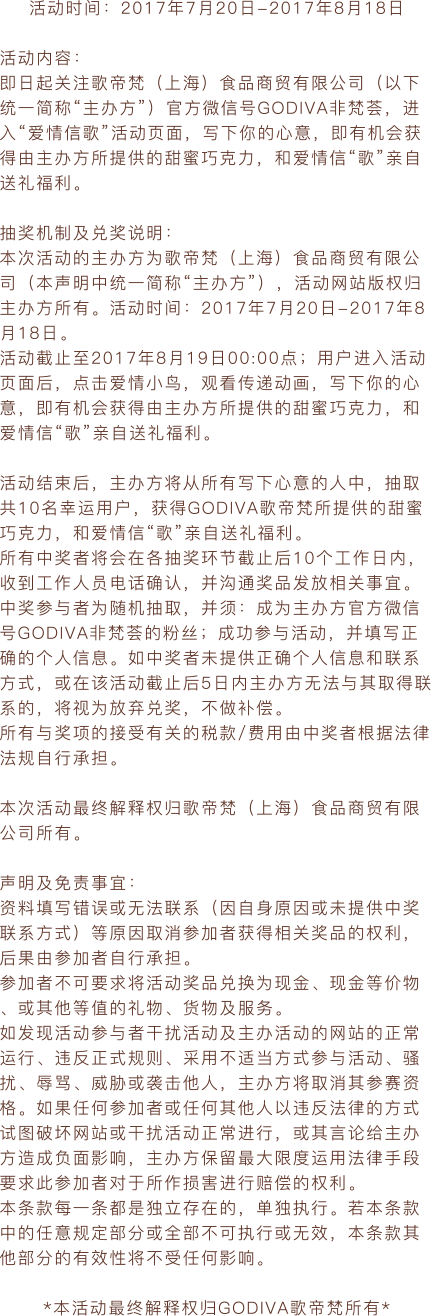 活动时间：2017年7月20日-2017年8月18日
活动内容：
即日起关注歌帝梵（上海）食品商贸有限公司（以下
统一简称“主办方”）官方微信号GODIVA非梵荟，进
入“爱情信歌”活动页面，写下你的心意，即有机会获
得由主办方所提供的甜蜜巧克力，和爱情信“歌”亲自
送礼福利。
抽奖机制及兑奖说明：
本次活动的主办方为歌帝梵（上海）食品商贸有限公
司（本声明中统一简称“主办方”），活动网站版权归
主办方所有。活动时间：2017年7月20日-2017年8
月18日。
活动截止至2017年8月19日00:00点；用户进入活动
页面后，点击爱情小鸟，观看传递动画，写下你的心
意，即有机会获得由主办方所提供的甜蜜巧克力，和
爱情信“歌”亲自送礼福利。
活动结束后，主办方将从所有写下心意的人中，抽取
共10名幸运用户，获得GODIVA歌帝梵所提供的甜蜜
巧克力，和爱情信“歌”亲自送礼福利。
所有中奖者将会在各抽奖环节截止后10个工作日内，
收到工作人员电话确认，并沟通奖品发放相关事宜。
中奖参与者为随机抽取，并须：成为主办方官方微信
号GODIVA非梵荟的粉丝；成功参与活动，并填写正
确的个人信息。如中奖者未提供正确个人信息和联系
方式，或在该活动截止后5日内主办方无法与其取得联
系的，将视为放弃兑奖，不做补偿。
所有与奖项的接受有关的税款/费用由中奖者根据法律
法规自行承担。
本次活动最终解释权归歌帝梵（上海）食品商贸有限
公司所有。
声明及免责事宜：
资料填写错误或无法联系（因自身原因或未提供中奖
联系方式）等原因取消参加者获得相关奖品的权利，
后果由参加者自行承担。
参加者不可要求将活动奖品兑换为现金、现金等价物
、或其他等值的礼物、货物及服务。
如发现活动参与者干扰活动及主办活动的网站的正常
运行、违反正式规则、采用不适当方式参与活动、骚
扰、辱骂、威胁或袭击他人，主办方将取消其参赛资
格。如果任何参加者或任何其他人以违反法律的方式
试图破坏网站或干扰活动正常进行，或其言论给主办
方造成负面影响，主办方保留最大限度运用法律手段
要求此参加者对于所作损害进行赔偿的权利。
本条款每一条都是独立存在的，单独执行。若本条款
中的任意规定部分或全部不可执行或无效，本条款其
他部分的有效性将不受任何影响。
*本活动最终解释权归GODIVA歌帝梵所有*